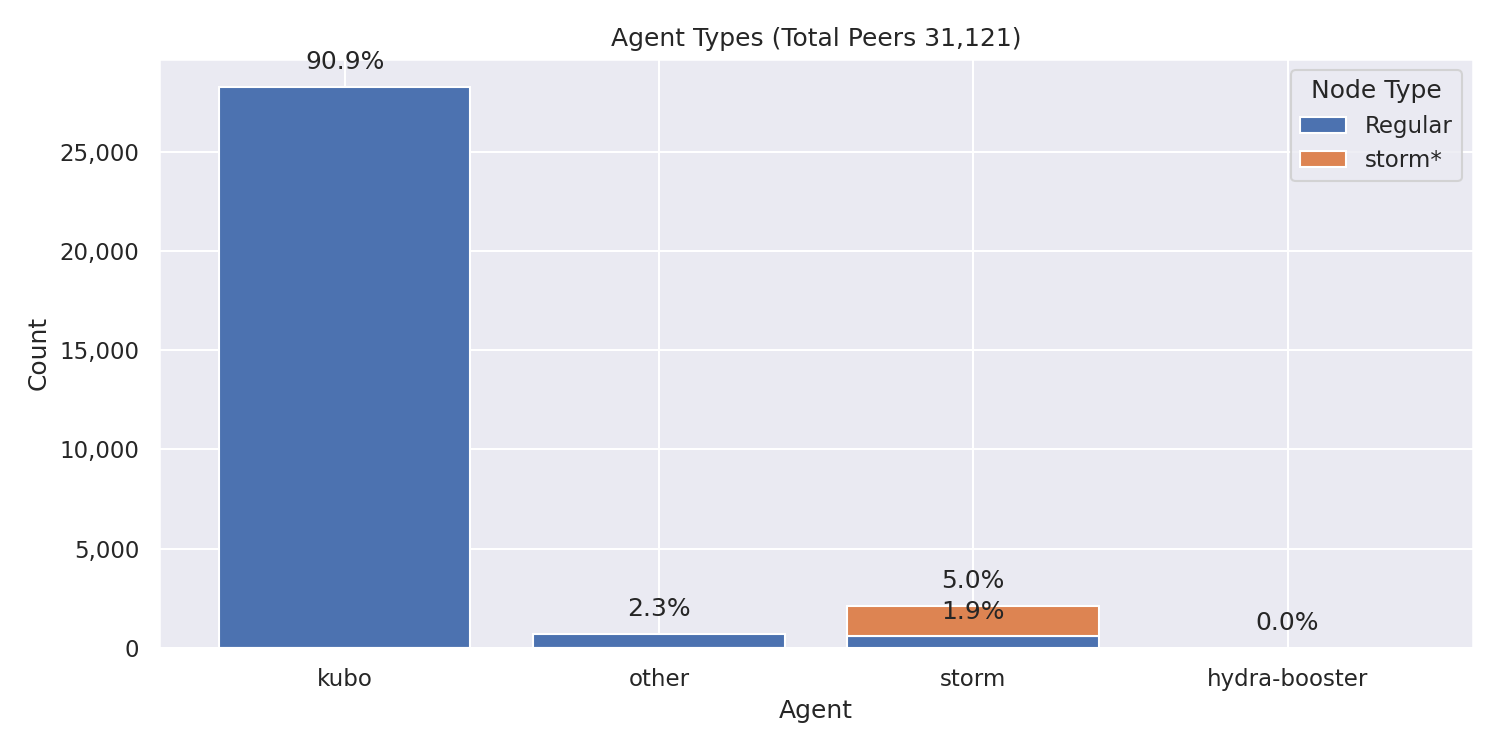 Agent Types (Total Peers 31,121)
90.9%
Node Type
Regular
storm*
25,000
20,000
15,000
10,000
5,000
0
Count
2.3%
5.0%
1.9%
0.0%
kubo
other
storm
hydra-booster
Agent